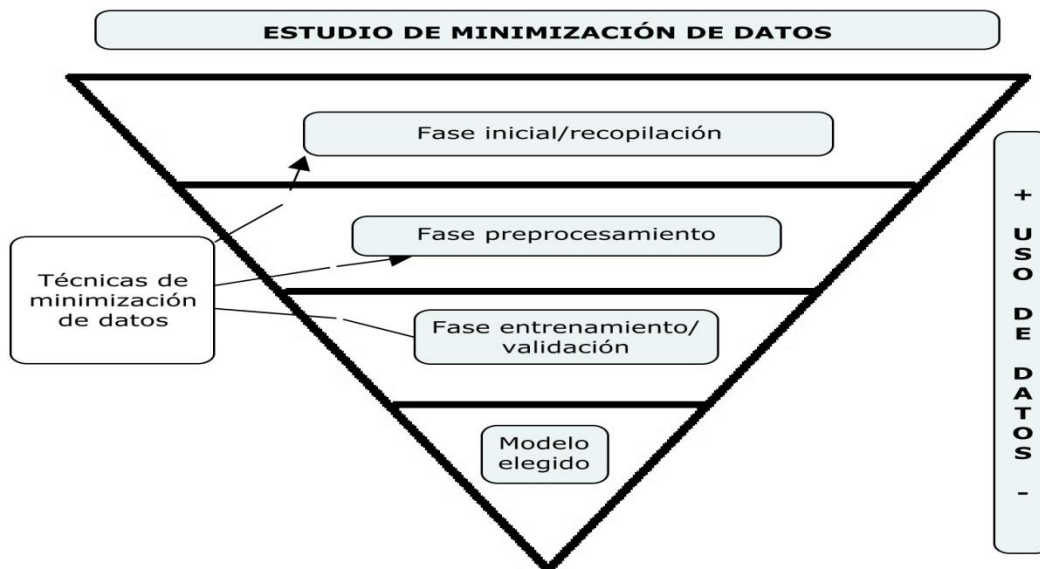 ESTUDIO DE MINIMIZACIÓN DE DATOS
Fase inicial/recopilación
Fase preprocesamiento
Técnicas de
minimización
de datos
Fase entrenamiento/
validación
Modelo
elegido
+ USO DE DATOS -